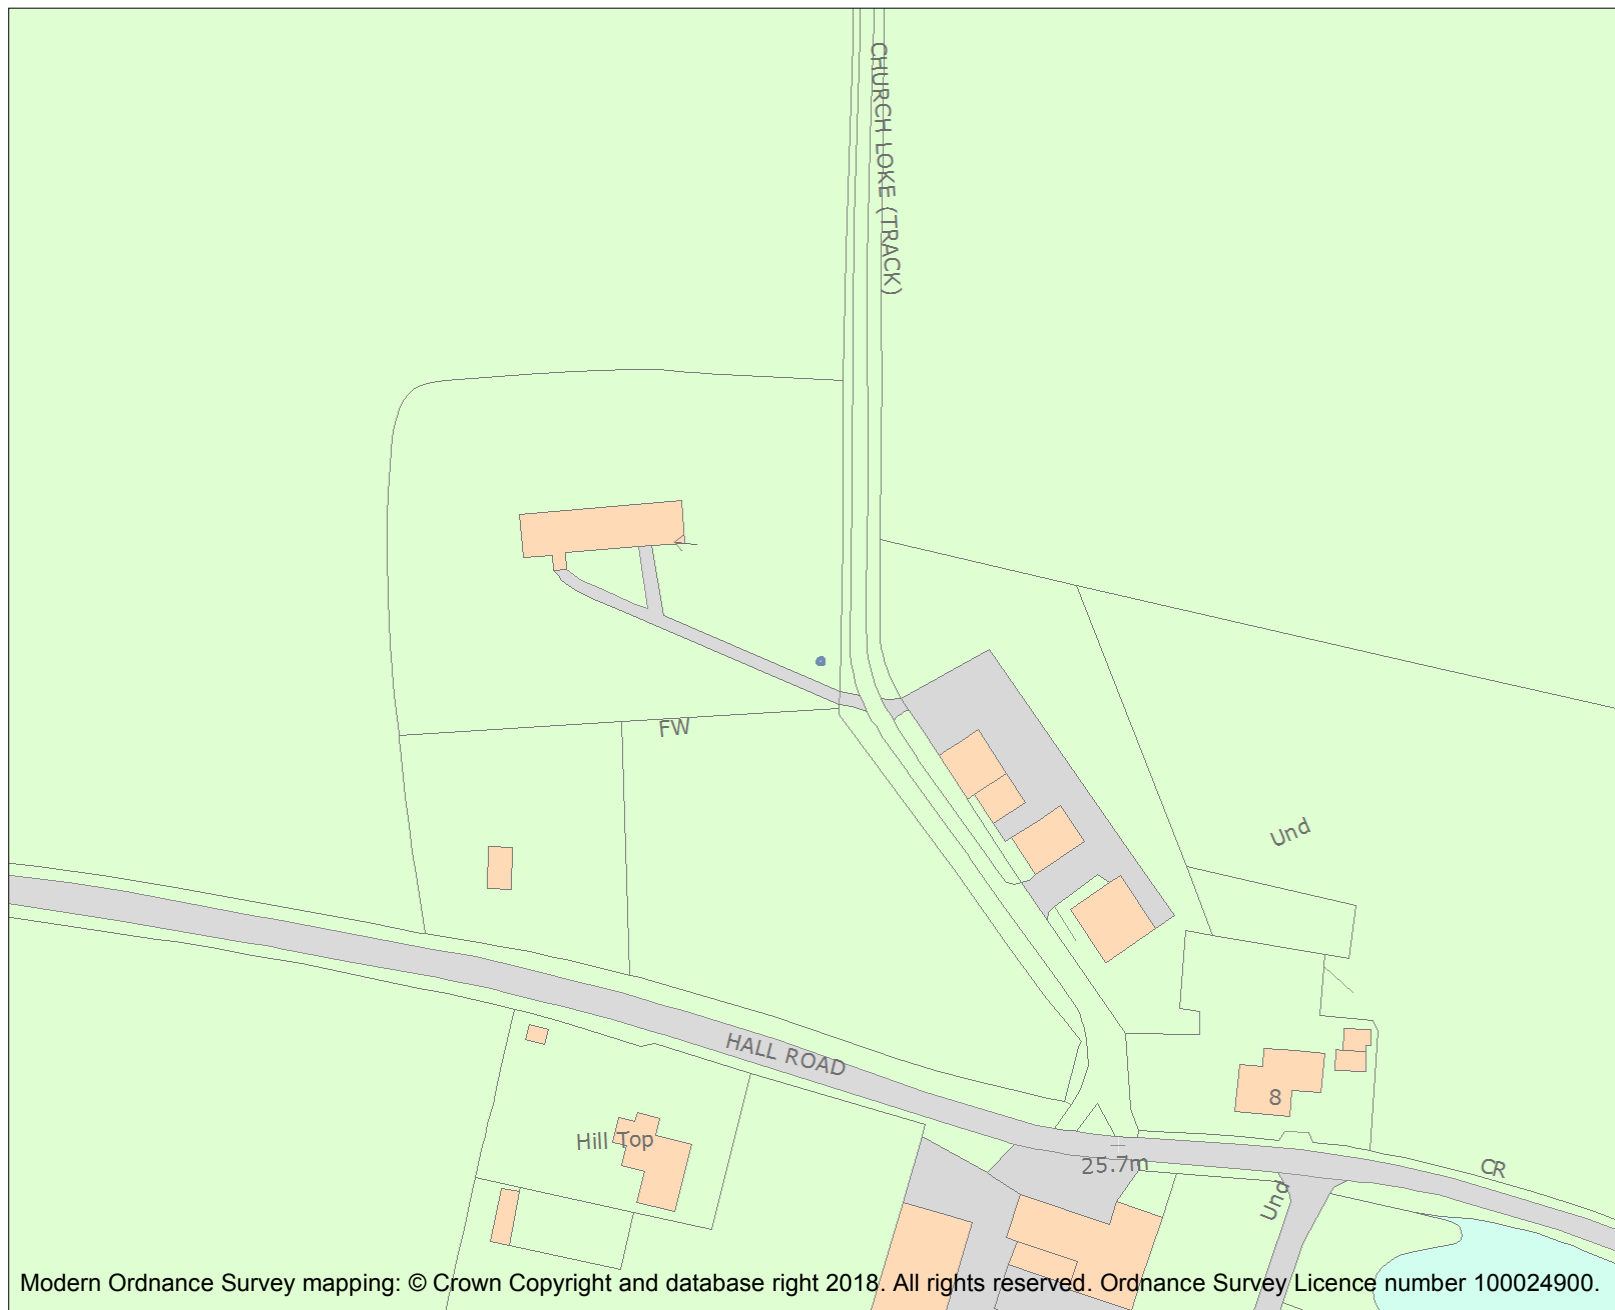 CHURCH LOKE (TRACK)
FW
Und
HALL ROAD
8
Hill Top
25.7m
CR
Und
Modern Ordnance Survey mapping: © Crown Copyright and database right 2018. All rights reserved. Ordnance Survey Licence number 100024900.